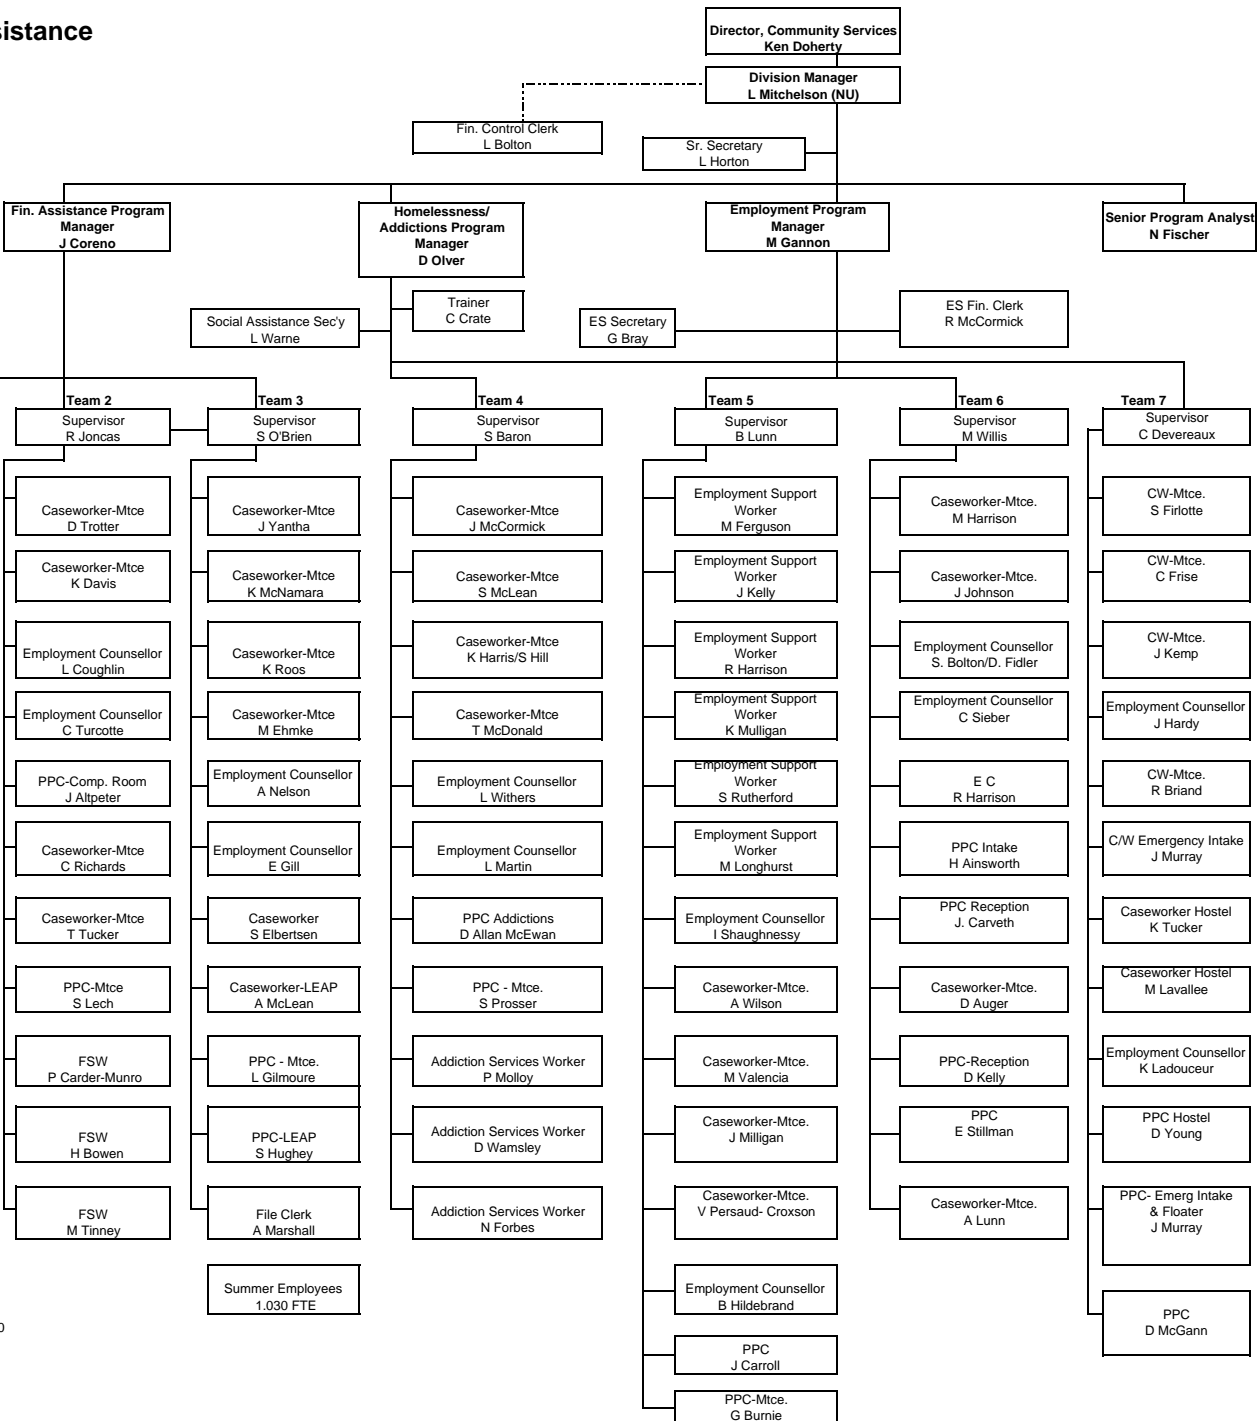 sistance
Director, Community Services
Ken Doherty
Division Manager
L Mitchelson (NU)
Fin. Control Clerk
L Bolton
Sr. Secretary
L Horton
Fin. Assistance Program
Manager
J Coreno
Homelessness/
Addictions Program
Manager
D Olver
Employment Program
Manager
M Gannon
Senior Program Analyst
N Fischer
Trainer
C Crate
Social Assistance Sec'y
L Warne
ES Secretary
G Bray
ES Fin. Clerk
R McCormick
Team 2
Supervisor
R Joncas
Caseworker-Mtce
D Trotter
Caseworker-Mtce
K Davis
Employment Counsellor
L Coughlin
Employment Counsellor
C Turcotte
PPC-Comp. Room
J Altpeter
Caseworker-Mtce
C Richards
Caseworker-Mtce
T Tucker
PPC-Mtce
S Lech
FSW
P Carder-Munro
FSW
H Bowen
FSW
M Tinney
0
Team 3
Supervisor
S O'Brien
Caseworker-Mtce
J Yantha
Caseworker-Mtce
K McNamara
Caseworker-Mtce
K Roos
Caseworker-Mtce
M Ehmke
Employment Counsellor
A Nelson
Employment Counsellor
E Gill
Caseworker
S Elbertsen
Caseworker-LEAP
A McLean
PPC - Mtce.
L Gilmoure
PPC-LEAP
S Hughey
File Clerk
A Marshall
Summer Employees
1.030 FTE
Team 4
Supervisor
S Baron
Caseworker-Mtce
J McCormick
Caseworker-Mtce
S McLean
Caseworker-Mtce
K Harris/S Hill
Caseworker-Mtce
T McDonald
Employment Counsellor
L Withers
Employment Counsellor
L Martin
PPC Addictions
D Allan McEwan
PPC - Mtce.
S Prosser
Addiction Services Worker
P Molloy
Addiction Services Worker
D Wamsley
Addiction Services Worker
N Forbes
Team 5
Supervisor
B Lunn
Employment Support
Worker
M Ferguson
Employment Support
Worker
J Kelly
Employment Support
Worker
R Harrison
Employment Support
Worker
K Mulligan
Employment Support
Worker
S Rutherford
Employment Support
Worker
M Longhurst
Employment Counsellor
I Shaughnessy
Caseworker-Mtce.
A Wilson
Caseworker-Mtce.
M Valencia
Caseworker-Mtce.
J Milligan
Caseworker-Mtce.
V Persaud- Croxson
Employment Counsellor
B Hildebrand
PPC
J Carroll
PPC-Mtce.
G Burnie
Team 6
Supervisor
M Willis
Caseworker-Mtce.
M Harrison
Caseworker-Mtce.
J Johnson
Employment Counsellor
S. Bolton/D. Fidler
Employment Counsellor
C Sieber
E C
R Harrison
PPC Intake
H Ainsworth
PPC Reception
J. Carveth
Caseworker-Mtce.
D Auger
PPC-Reception
D Kelly
PPC
E Stillman
Caseworker-Mtce.
A Lunn
Team 7
Supervisor
C Devereaux
CW-Mtce.
S Firlotte
CW-Mtce.
C Frise
CW-Mtce.
J Kemp
Employment Counsellor
J Hardy
CW-Mtce.
R Briand
C/W Emergency Intake
J Murray
Caseworker Hostel
K Tucker
Caseworker Hostel
M Lavallee
Employment Counsellor
K Ladouceur
PPC Hostel
D Young
PPC- Emerg Intake
& Floater
J Murray
PPC
D McGann